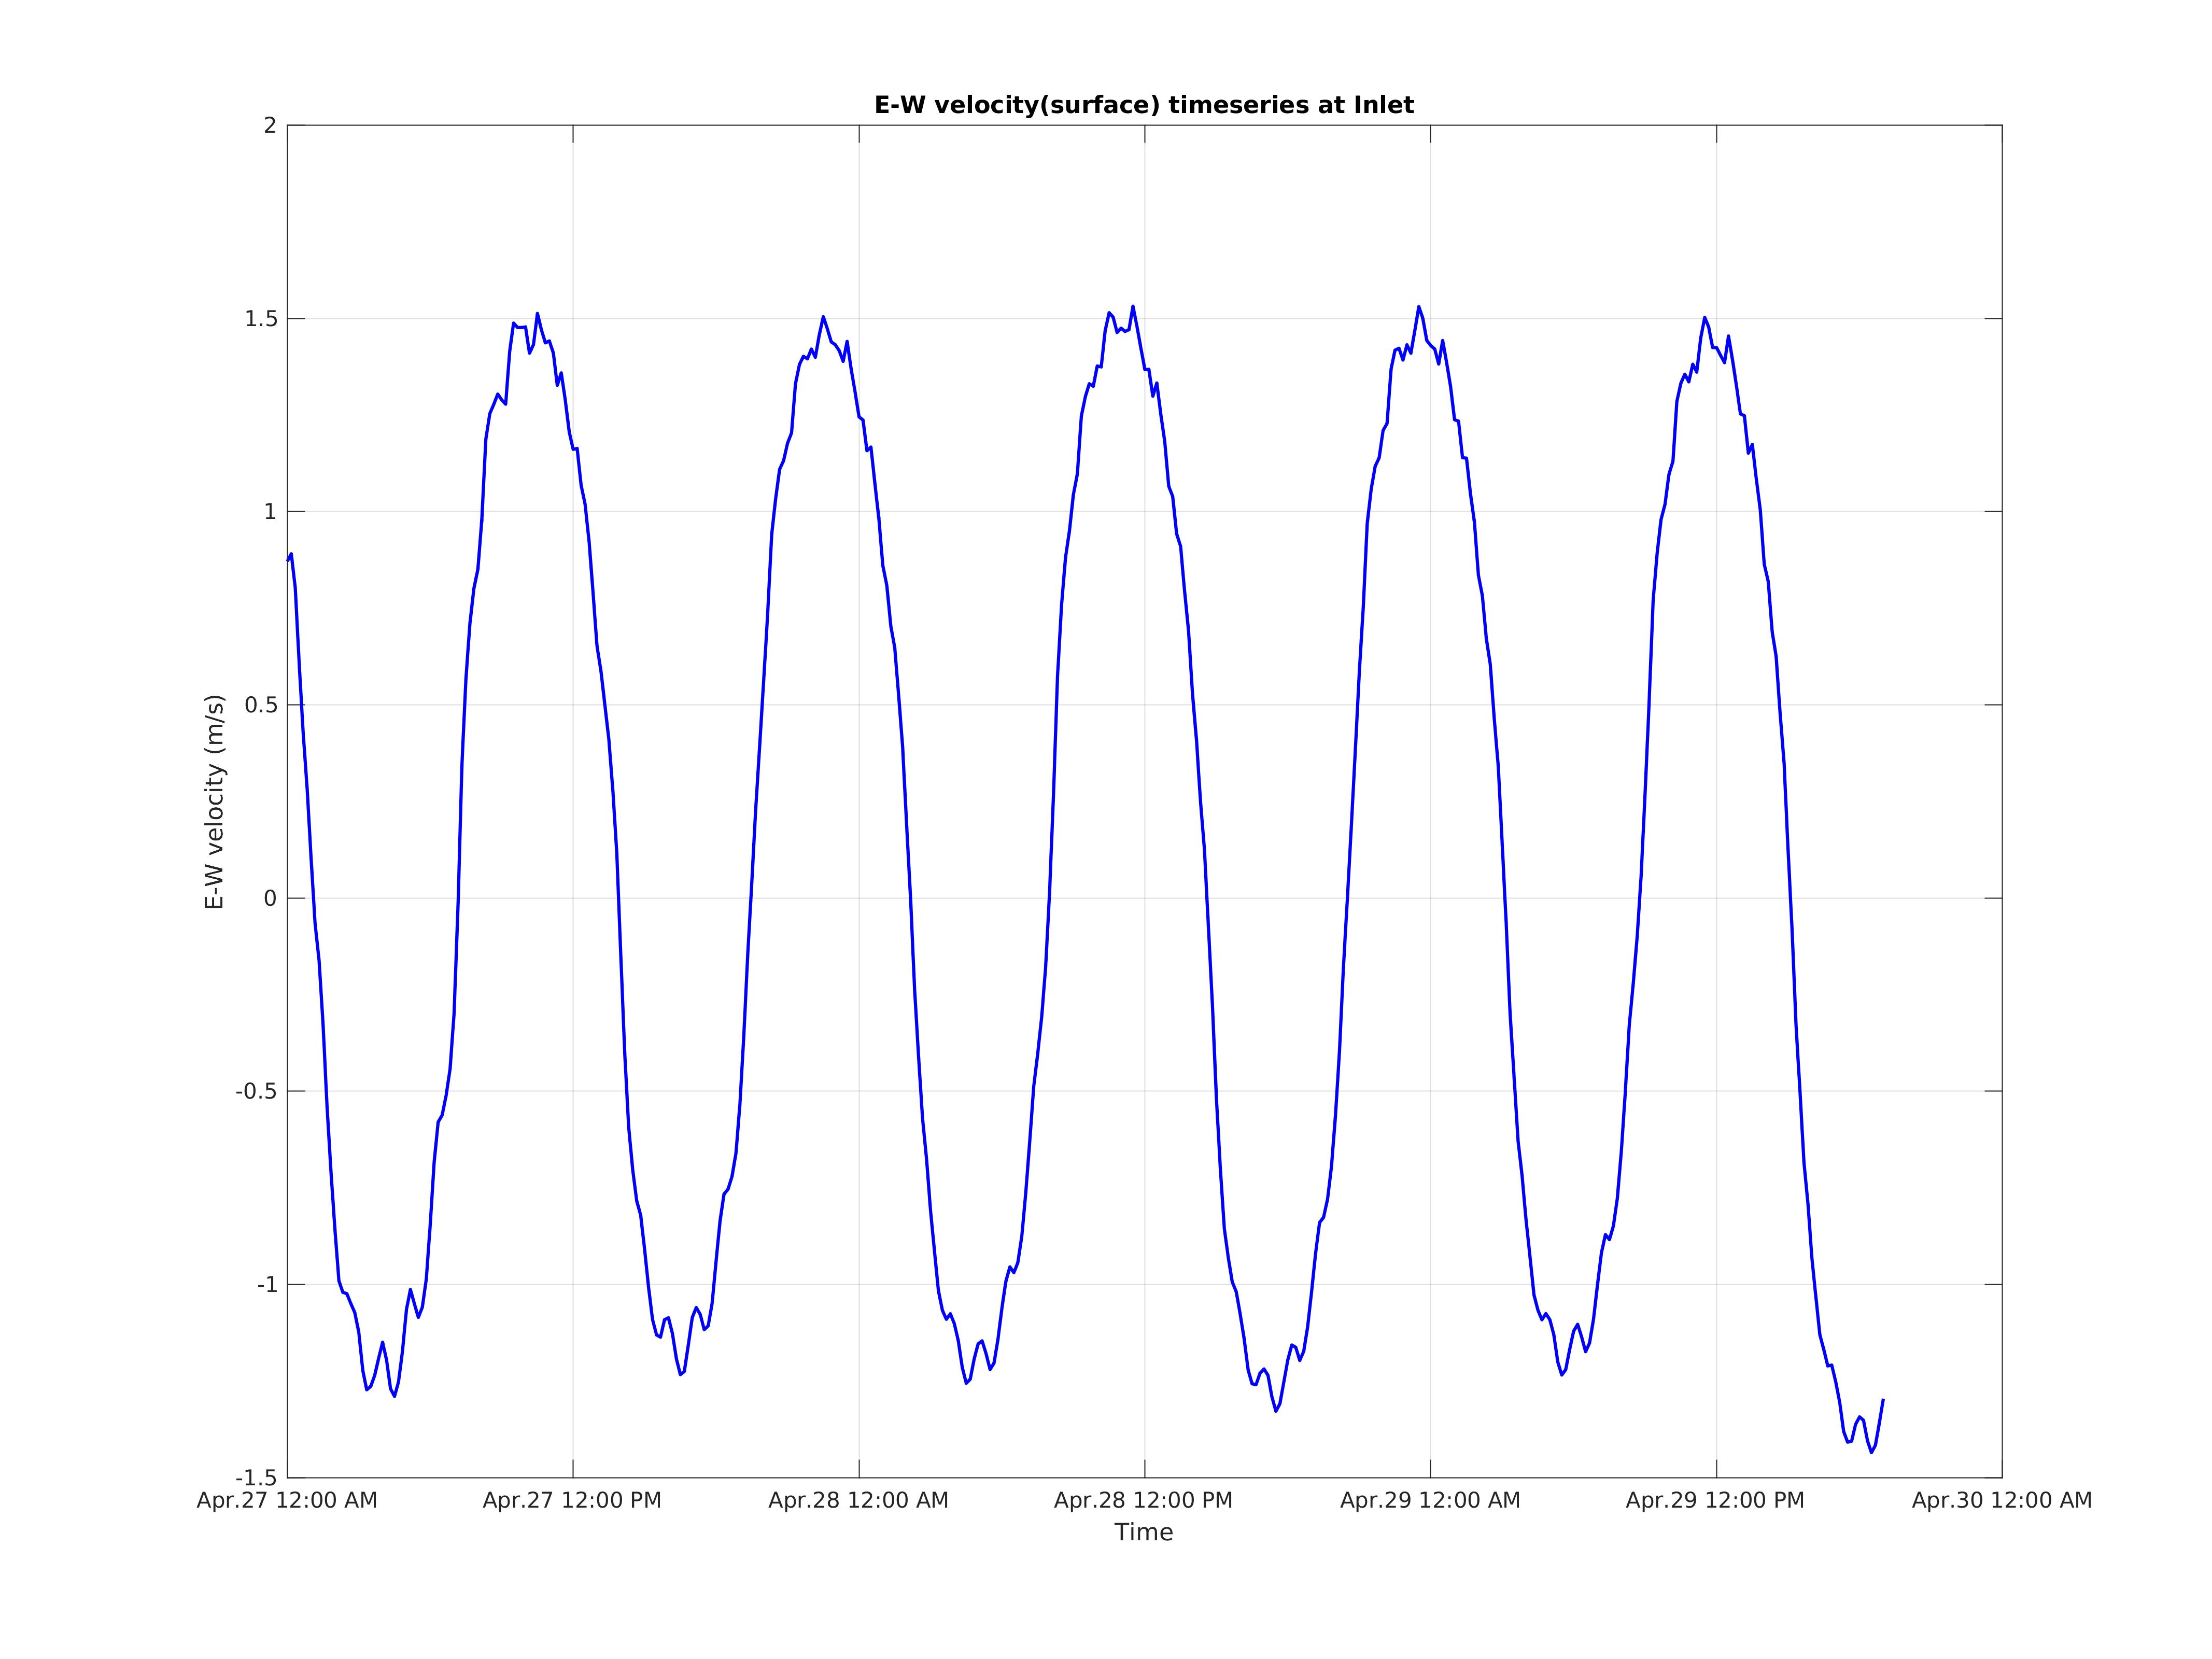 E-W velocity(surface) timeseries at Inlet
2
1.5
1
0.5
0
-0.5
-1
-1.5
E-W velocity (m/s)
Apr.27 12:00 AM Apr.27 12:00 PM Apr.28 12:00 AM Apr.28 12:00 PM Apr.29 12:00 AM Apr.29 12:00 PM Apr.30 12:00 AM
Time